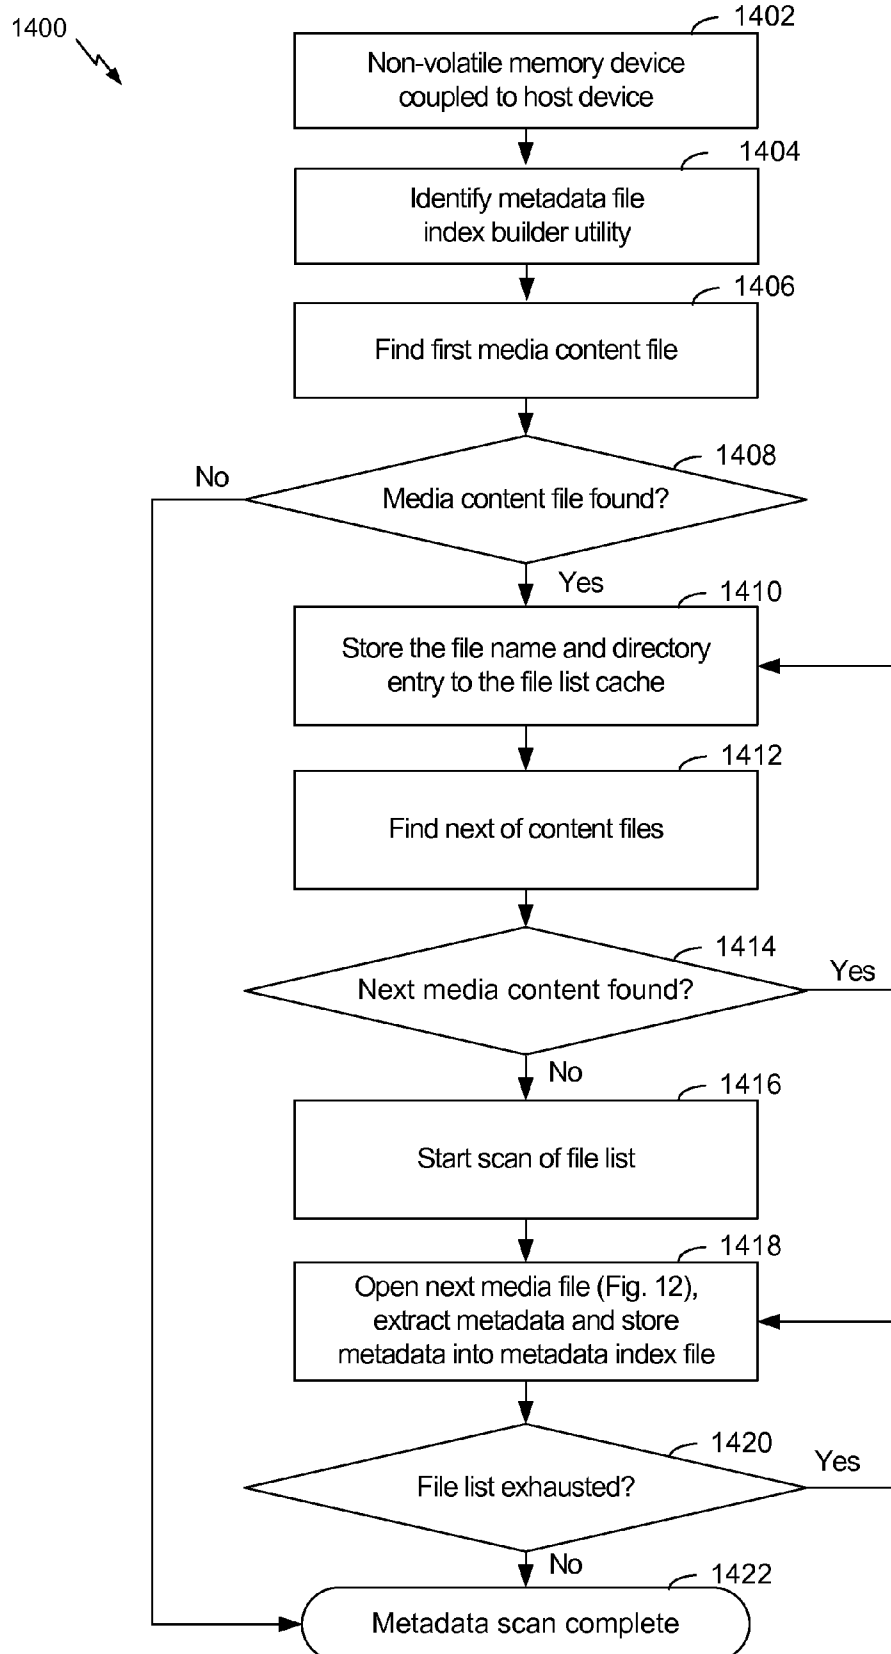 1400
1402
Non-volatile memory device
coupled to host device
1404
Identify metadata file
index builder utility
1406
Find first media content file
1408
No
Media content file found?
Yes
1410
Store the file name and directory
entry to the file list cache
1412
Find next of content files
1414
Yes
Next media content found?
No
1416
Start scan of file list
1418
Open next media file (Fig. 12),
extract metadata and store
metadata into metadata index file
1420
Yes
File list exhausted?
No
1422
Metadata scan complete